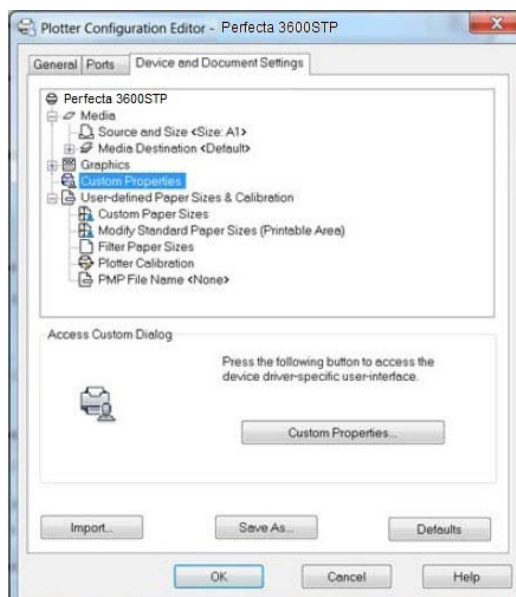 Plotter Configuration Editor - Perfecta 3600STP
General Ports Device and Document Settings
Perfecta 3600STP
Media
Source and Size <Size: A1>
Media Destination <Default>
Graphics
Custom Properties
User-defined Paper Sizes & Calibration
Custom Paper Sizes
Modify Standard Paper Sizes (Printable Area)
Filter Paper Sizes
Plotter Calibration
PMP File Name <None>
Access Custom Dialog
Press the following button to access the
device driver-specific user-interface.
Custom Properties...
Import... Save As... Defaults
OK Cancel Help